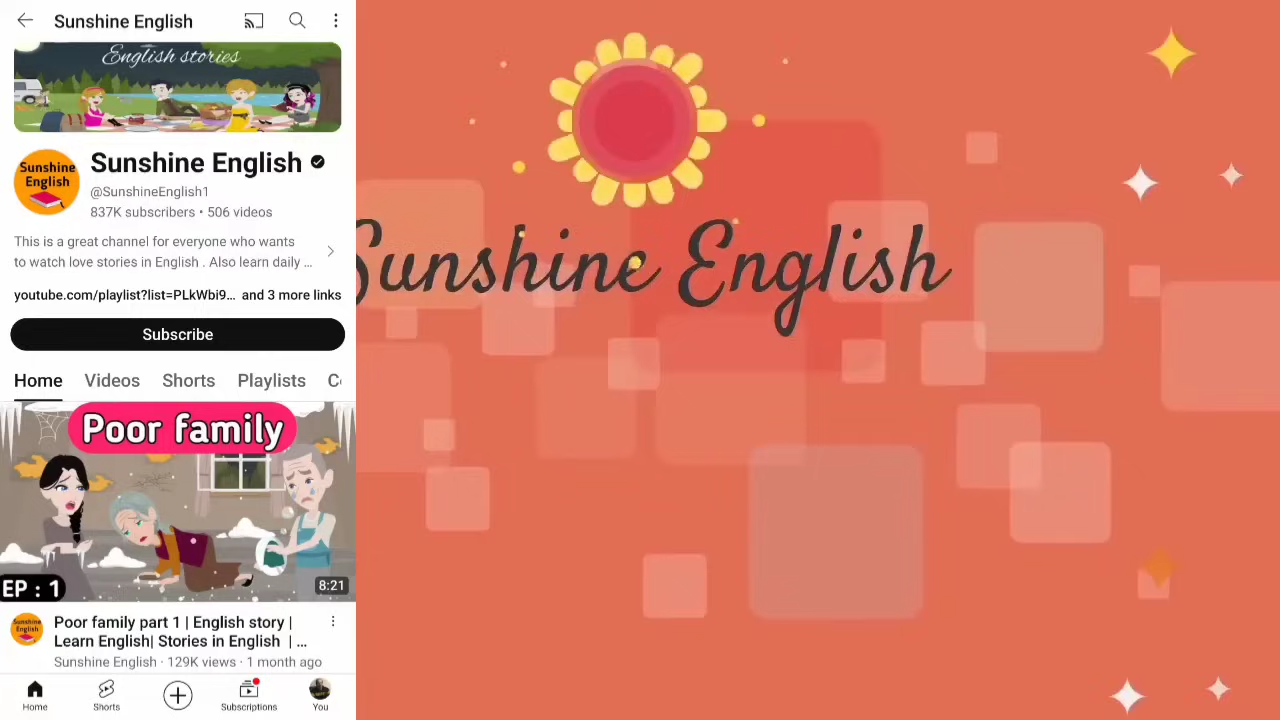 Sunshine English
English stories
Sunshine
English
Sunshine English
@SunshineEnglish1
837K subscribers • 506 videos
This is a great channel for everyone who wants
to watch love stories in English . Also learn daily ...
youtube.com/playlist?list=PLkWbi9... and 3 more links
Subscribe
Home Videos Shorts Playlists C
Poor family
EP : 1
8:21
Sunshine
English
Poor family part 1 | English story |
Learn English| Stories in English | ...
Sunshine English · 129K views · 1 month ago
Home Shorts Subscriptions You
Sunshine English